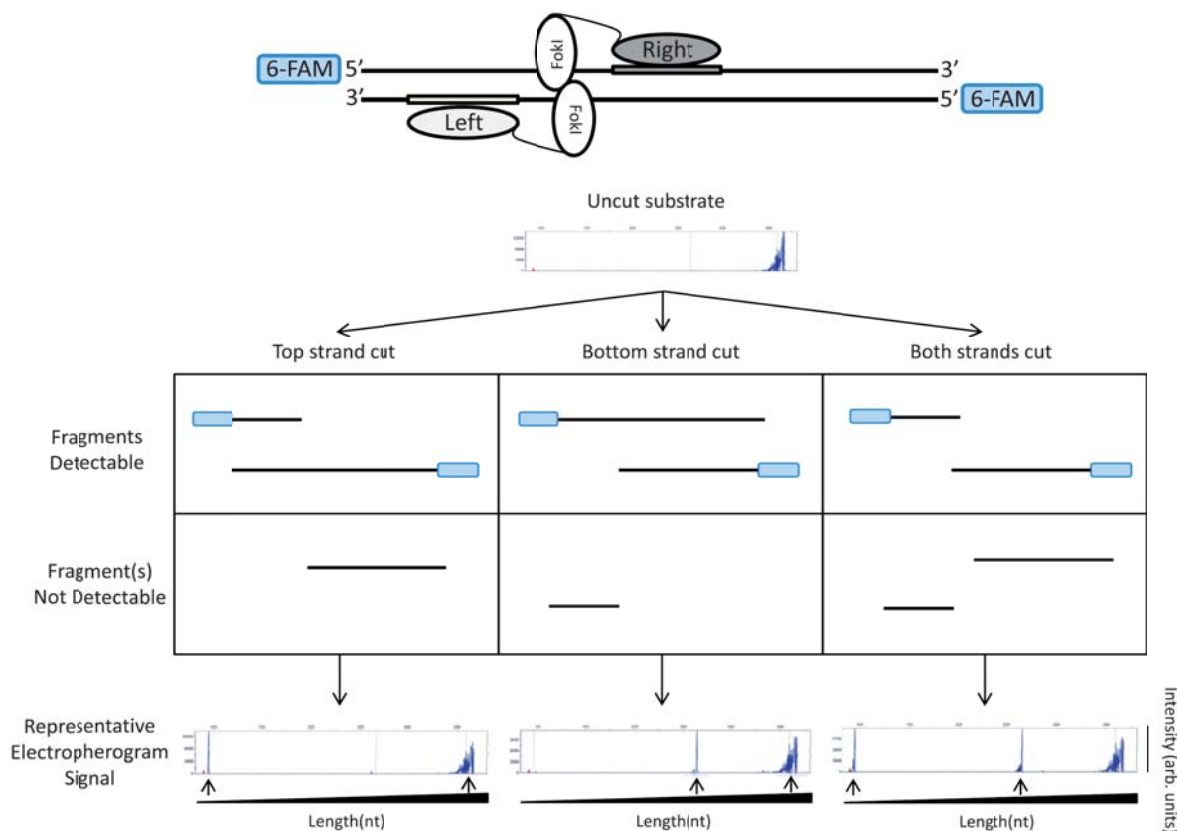 Right
FokI
6-FAM 5’ 3’
3’ 5’ 6-FAM
FokI
Left
Uncut substrate
Top strand cut Bottom strand cut Both strands cut
Fragments
Detectable
Fragment(s)
Not Detectable
Representative
Electropherogram
Signal
Intensity (arb. units)
Length(nt) Length(nt) Length(nt)